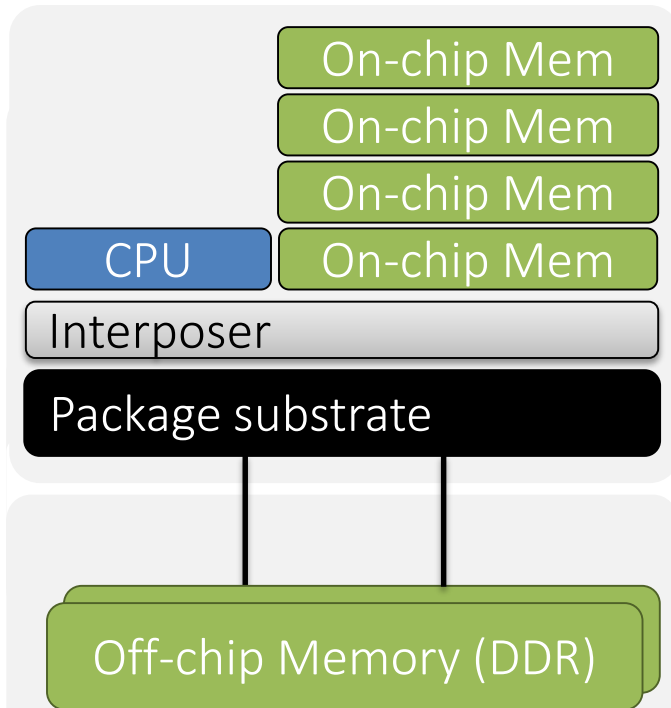 On-chip Mem
On-chip Mem
On-chip Mem
CPU
On-chip Mem
Interposer
Package substrate
Off-chip Memory (DDR)